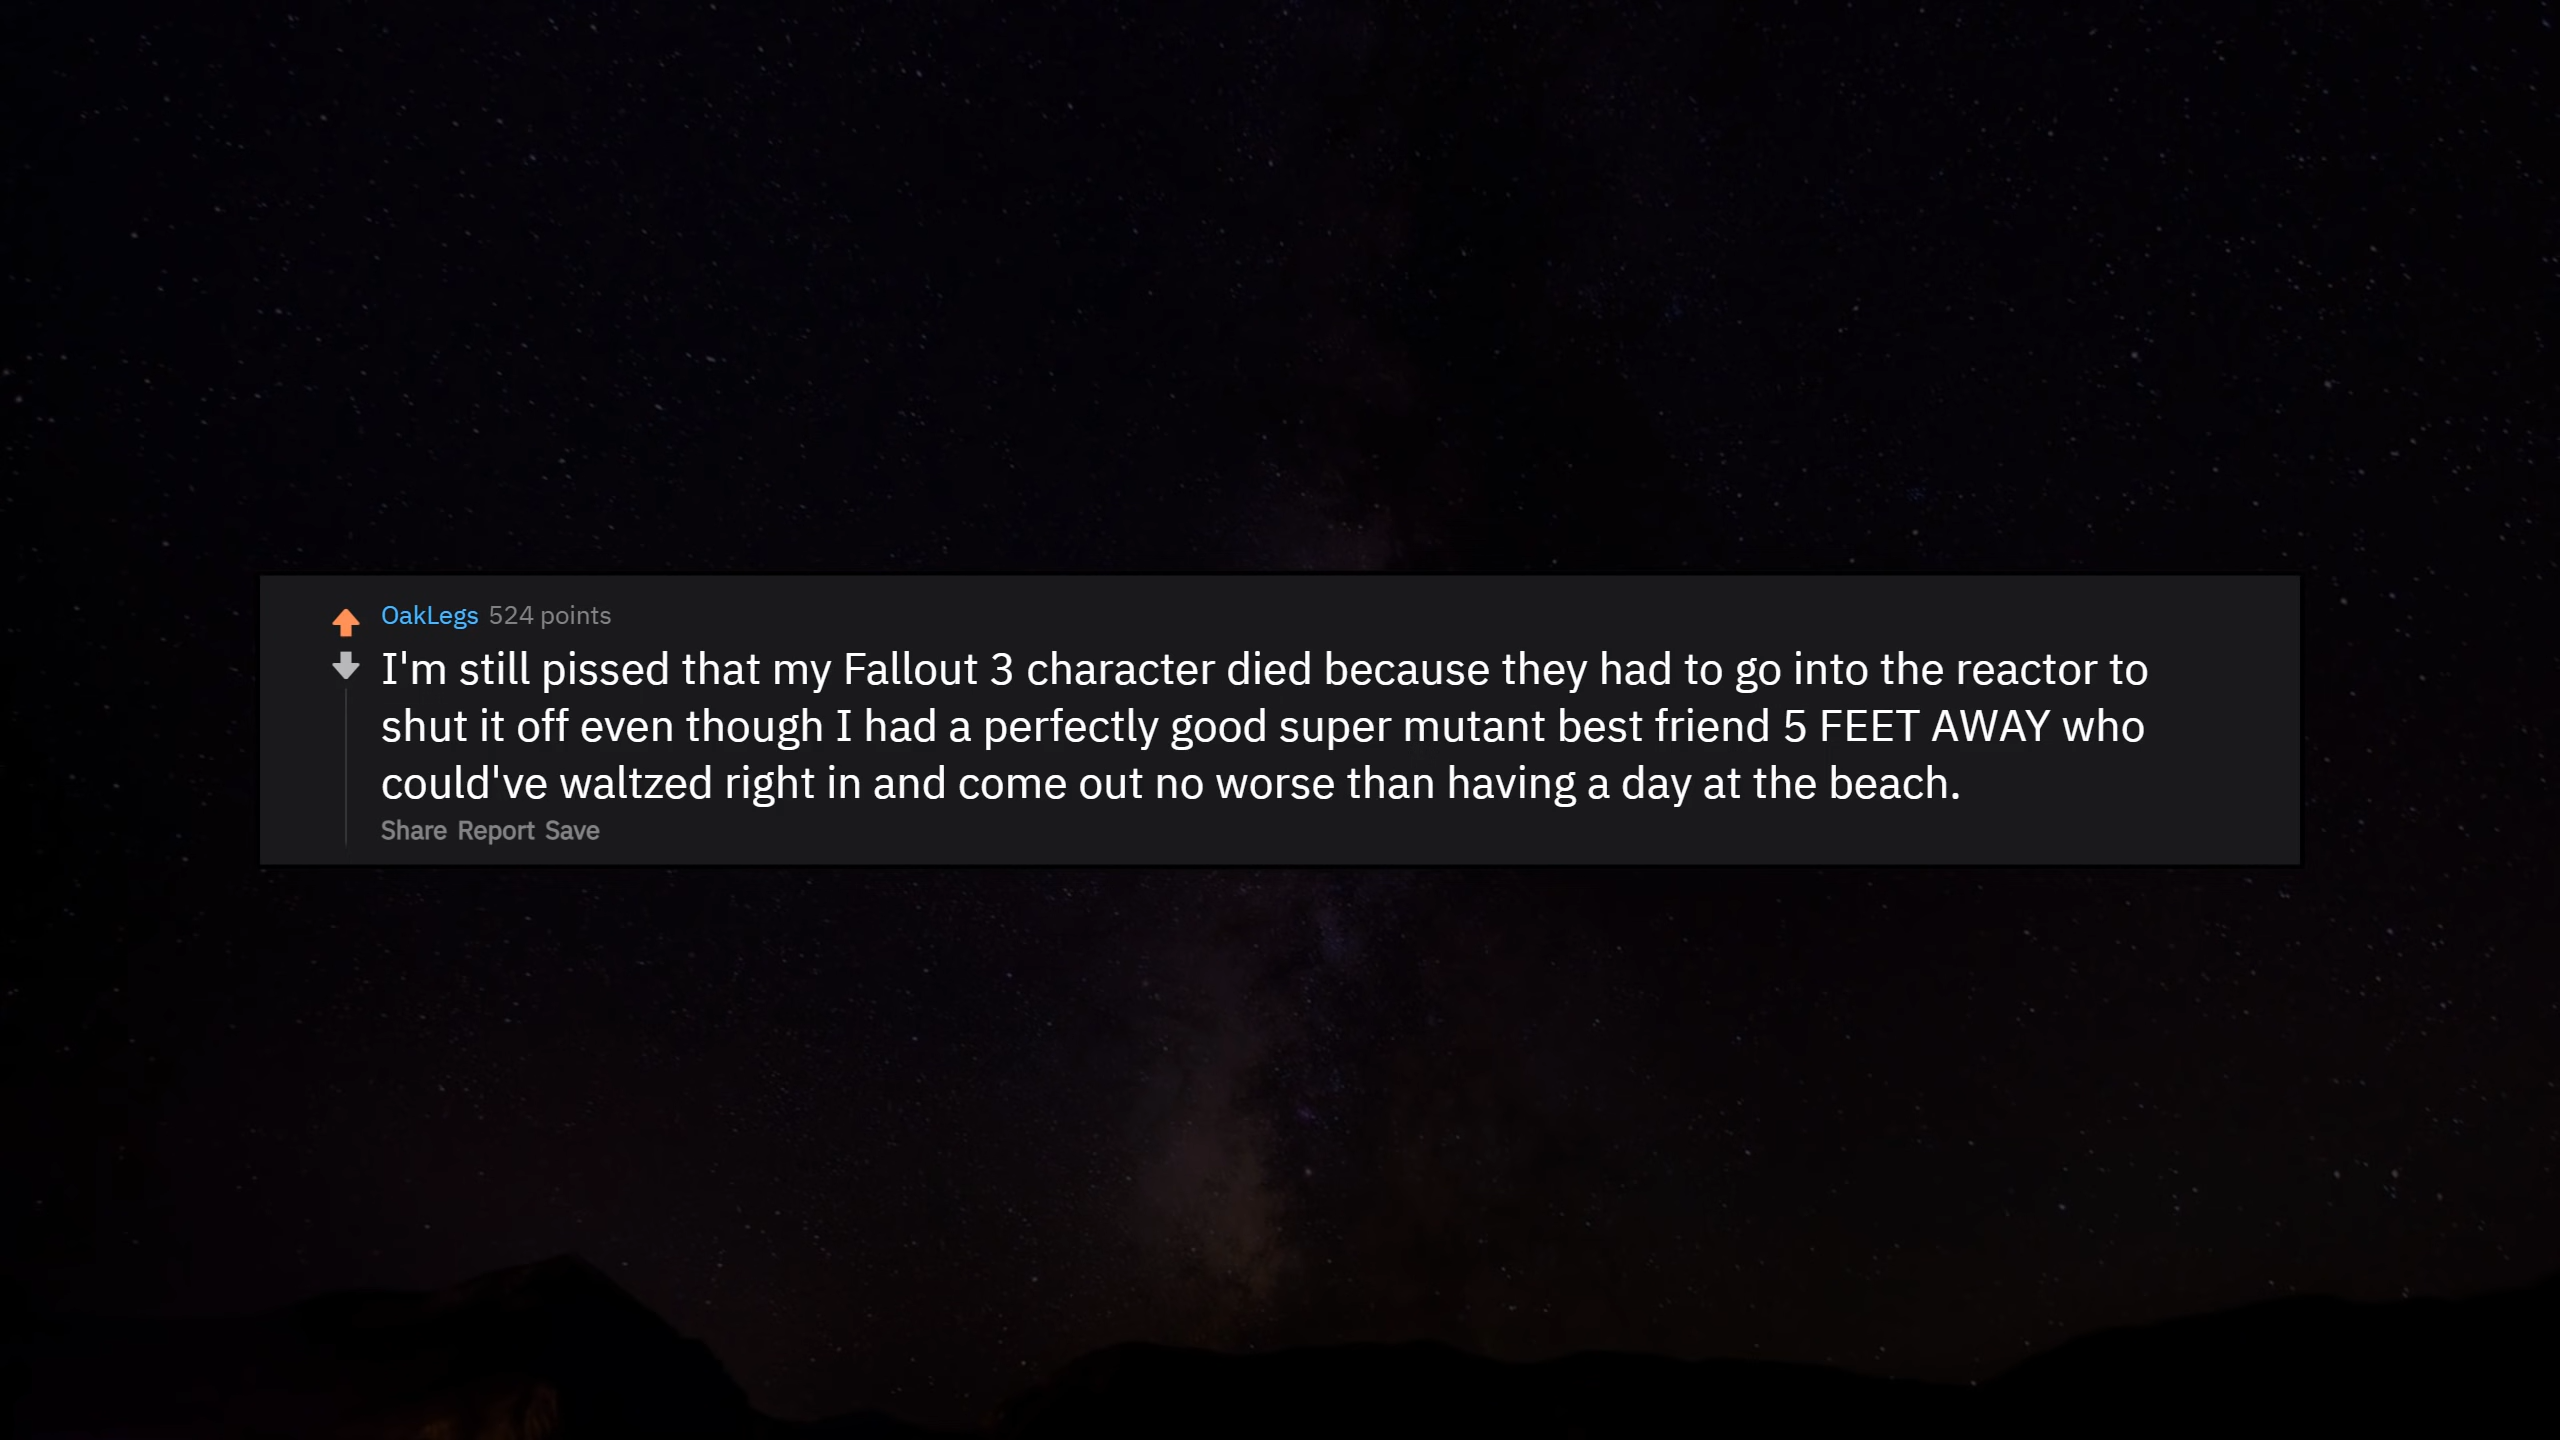 OakLegs 524 points
I'm still pissed that my Fallout 3 character died because they had to go into the reactor to
shut it off even though I had a perfectly good super mutant best friend 5 FEET AWAY who
could've waltzed right in and come out no worse than having a day at the beach.
Share Report Save